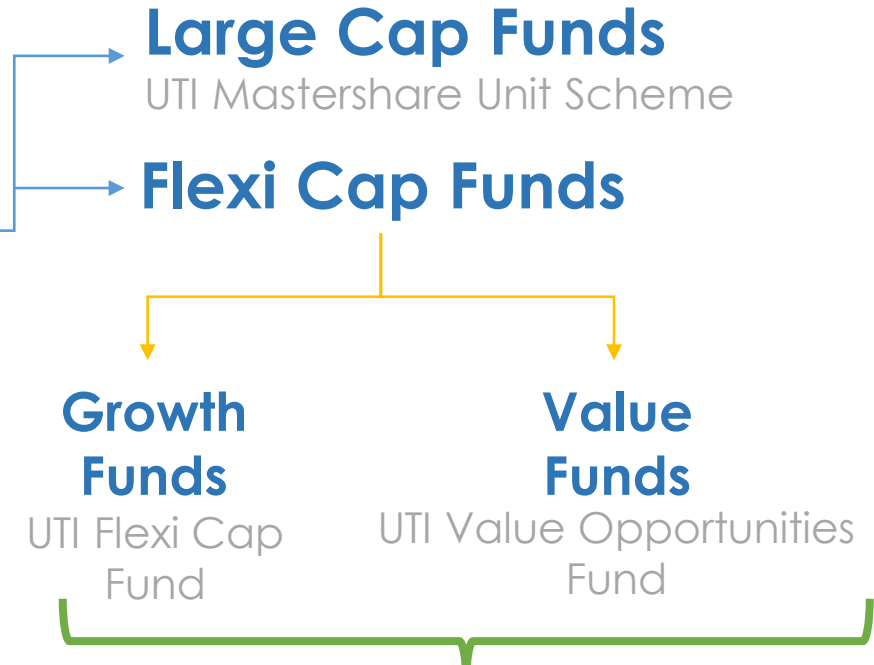 Large Cap Funds
UTI Mastershare Unit Scheme
Flexi Cap Funds
Growth
Funds
UTI Flexi Cap
Fund
Value
Funds
UTI Value Opportunities
Fund